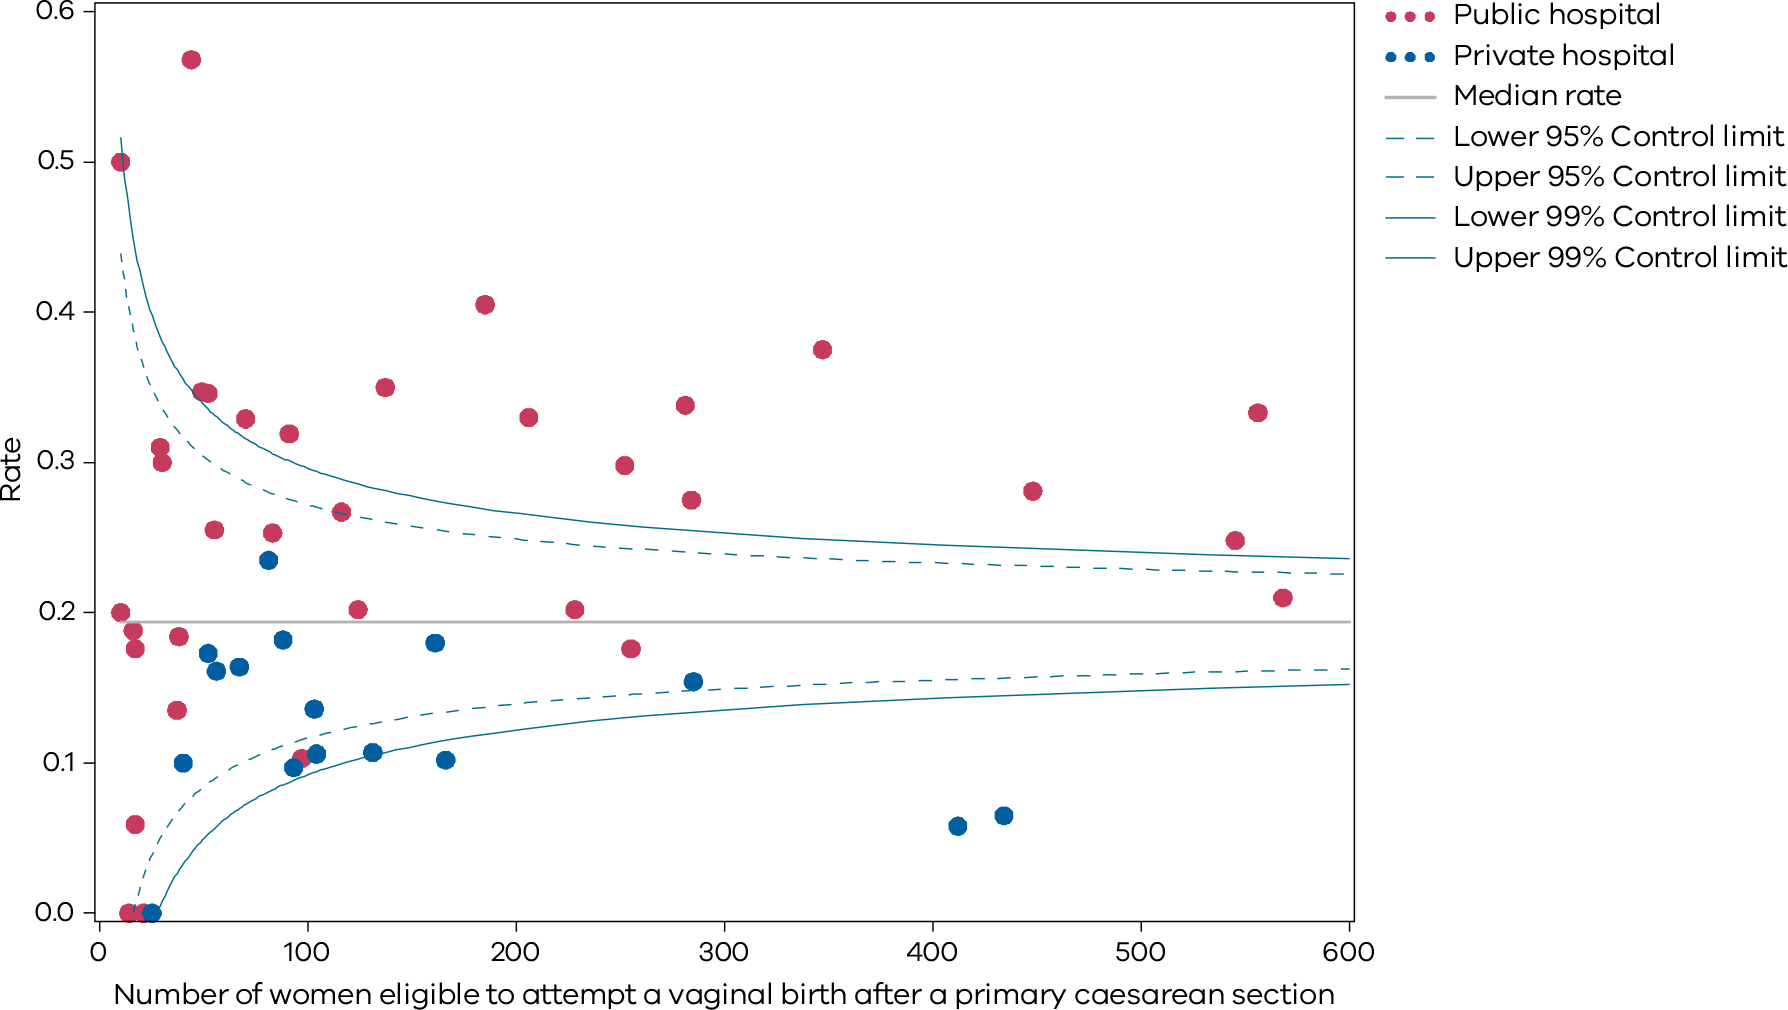 0.6
0.5
0.4
0.3
0.2
0.1
0.0
Rate
0 100 200 300 400 500 600
Number of women eligible to attempt a vaginal birth after a primary caesarean section
Public hospital
Private hospital
Median rate
Lower 95% Control limit
Upper 95% Control limit
Lower 99% Control limit
Upper 99% Control limit